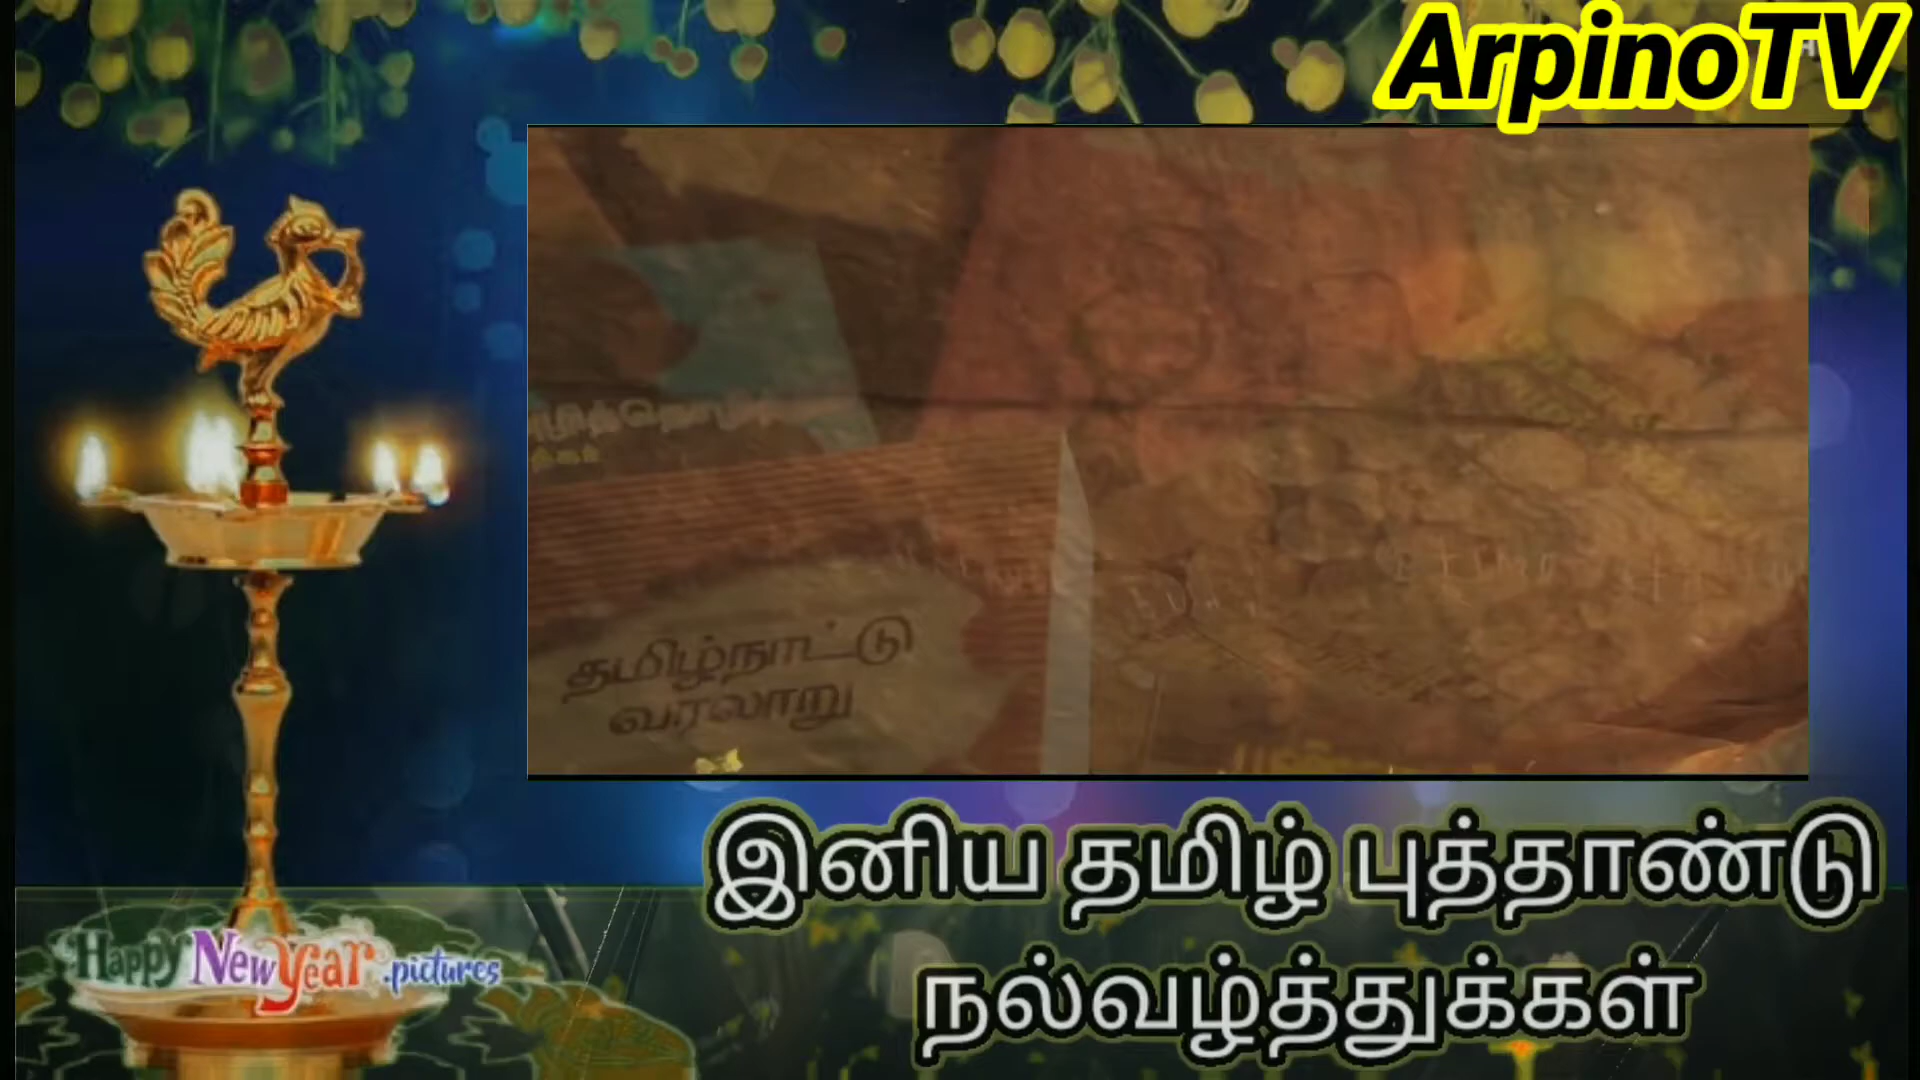 ArpinoTV
தமிழ்நாட்டு
வரலாறு
இனிய தமிழ் புத்தாண்டு
நல்வழ்த்துக்கள்
Happy New Year .pictures